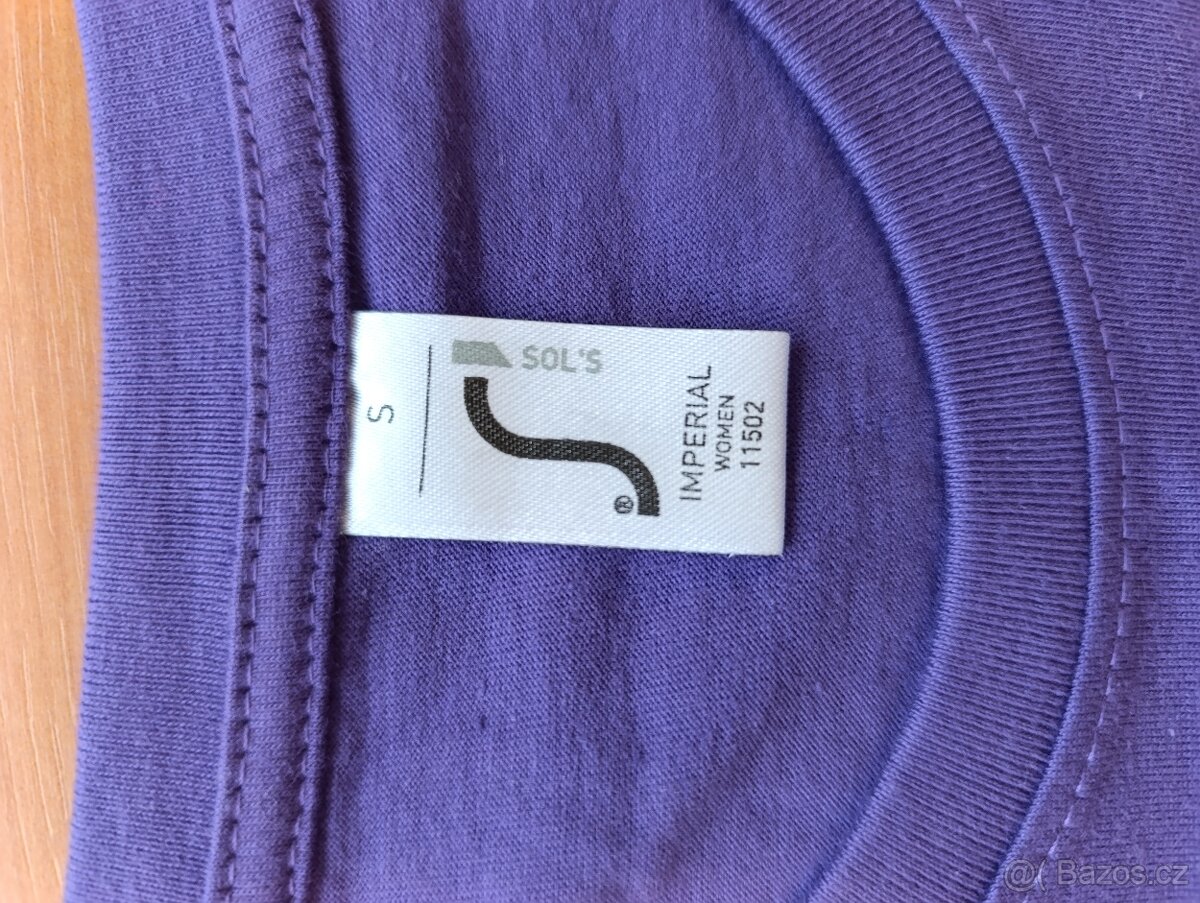 S
SOL'S
®
IMPERIAL
WOMEN
11502
@( Bazos.cz